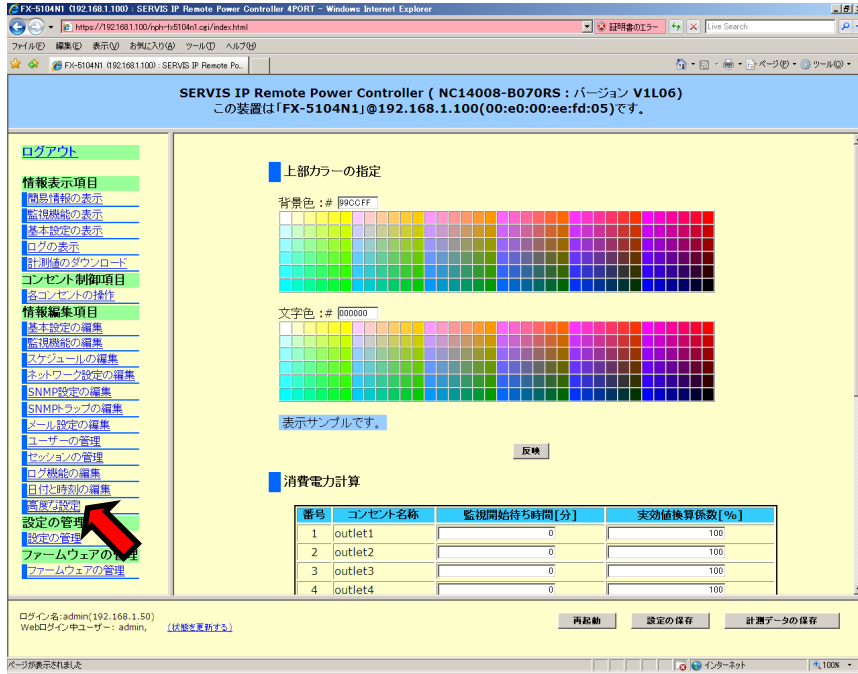 FX-5104N1 (192.168.1.100) : SERVIS IP Remote Power Controller 4PORT - Windows Internet Explorer
https://192.168.1.100/nph-fx5104n1.cgi/index.html
証明書のエラー
Live Search
ファイル(F) 編集(E) 表示(V) お気に入り(A) ツール(T) ヘルプ(H)
FX-5104N1 (192.168.1.100) : SERVIS IP Remote Po...
ページ(P) ツール(O)
SERVIS IP Remote Power Controller ( NC14008-B070RS : バージョン V1L06)
この装置は「FX-5104N1」@192.168.1.100(00:e0:00:ee:fd:05)です。
ログアウト
情報表示項目
簡易情報の表示
監視機能の表示
基本設定の表示
ログの表示
計測値のダウンロード
コンセント制御項目
各コンセントの操作
情報編集項目
基本設定の編集
監視機能の編集
スケジュールの編集
ネットワーク設定の編集
SNMP設定の編集
SNMPトラップの編集
メール設定の編集
ユーザーの管理
セッションの管理
ログ機能の編集
日付と時刻の編集
高度な設定
設定の管理
設定の管理
ファームウェアの管理
ファームウェアの管理
上部カラーの指定
背景色 : # 99CCFF
文字色 : # 000000
表示サンプルです。
反映
消費電力計算
番号 コンセント名称 監視開始待ち時間[分] 実効値換算係数[%]
1 outlet1 0 100
2 outlet2 0 100
3 outlet3 0 100
4 outlet4 0 100
ログイン名:admin(192.168.1.50)
Webログイン中ユーザー: admin, (状態を更新する)
再起動 設定の保存 計測データの保存
ページが表示されました
インターネット
100%